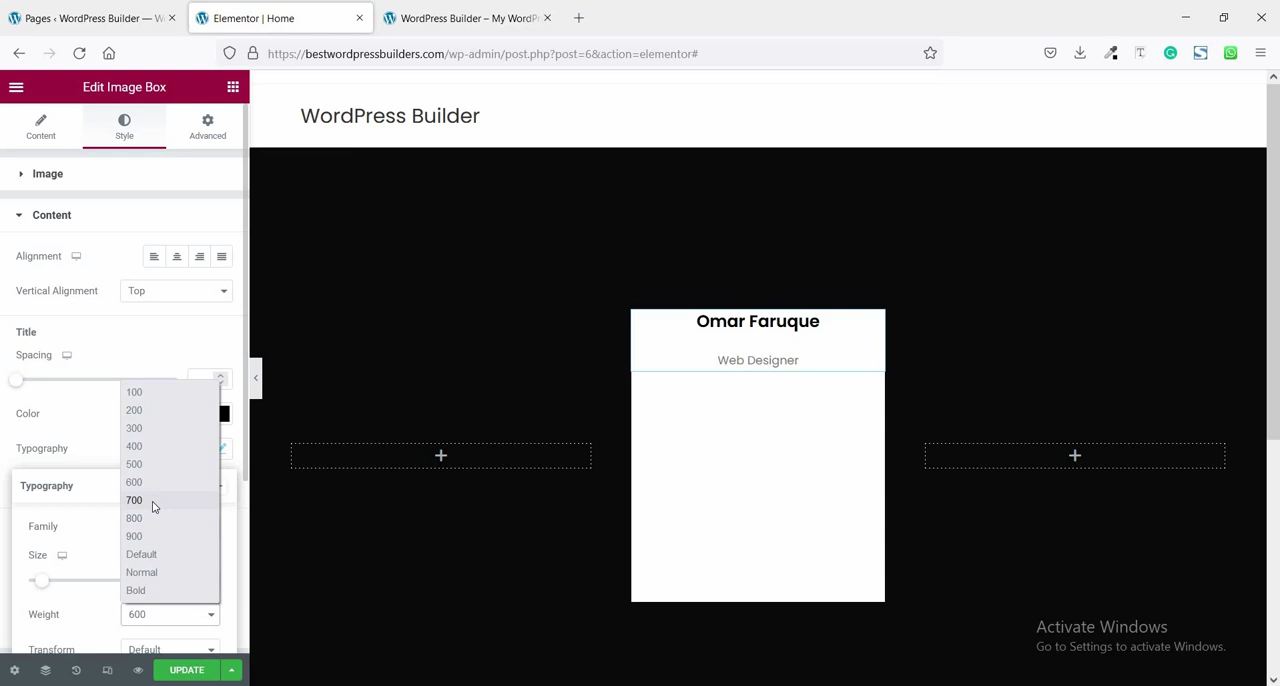 Pages ‹ WordPress Builder — W
Elementor | Home
WordPress Builder – My WordPr
https://bestwordpressbuilders.com/wp-admin/post.php?post=6&action=elementor#
Edit Image Box
Content
Style
Advanced
Image
Content
Alignment
Vertical Alignment
Top
Title
Spacing
Color
Typography
Typography
Family
Size
100
200
300
400
500
600
700
800
900
Default
Normal
Bold
Weight
600
Transform
Default
UPDATE
WordPress Builder
Omar Faruque
Web Designer
Activate Windows
Go to Settings to activate Windows.